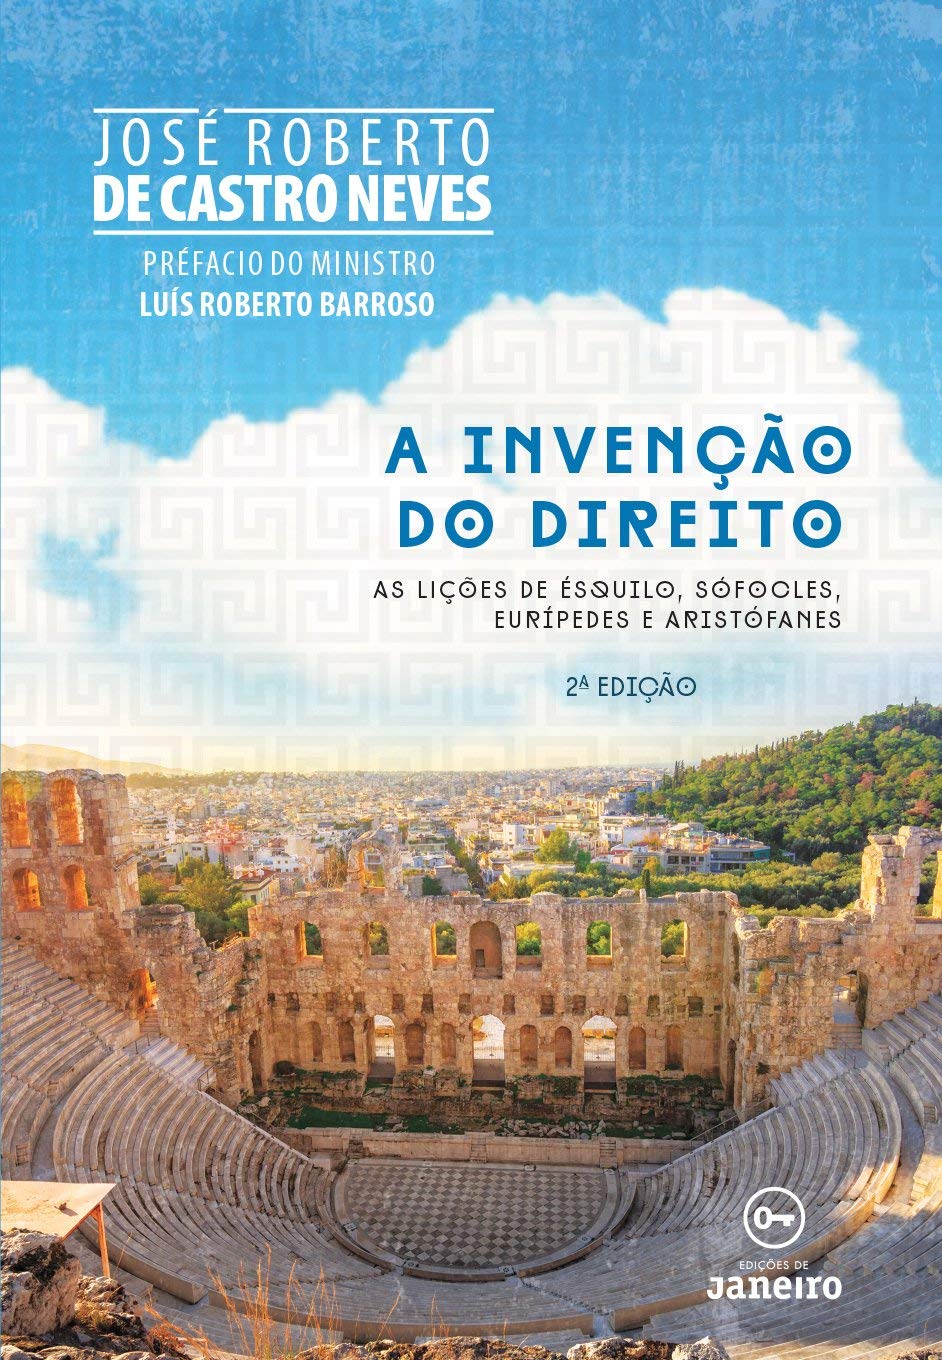 JOSÉ ROBERTO
DE CASTRO NEVES
PRÉFACIO DO MINISTRO
LUÍS ROBERTO BARROSO
A INVENÇÃO
DO DIREITO
AS LIÇÕES DE ÉSQUILO, SÓFOCLES,
EURÍPEDES E ARISTÓFANES
2ª EDIÇÃO
EDIÇÕES DE
JANEIRO